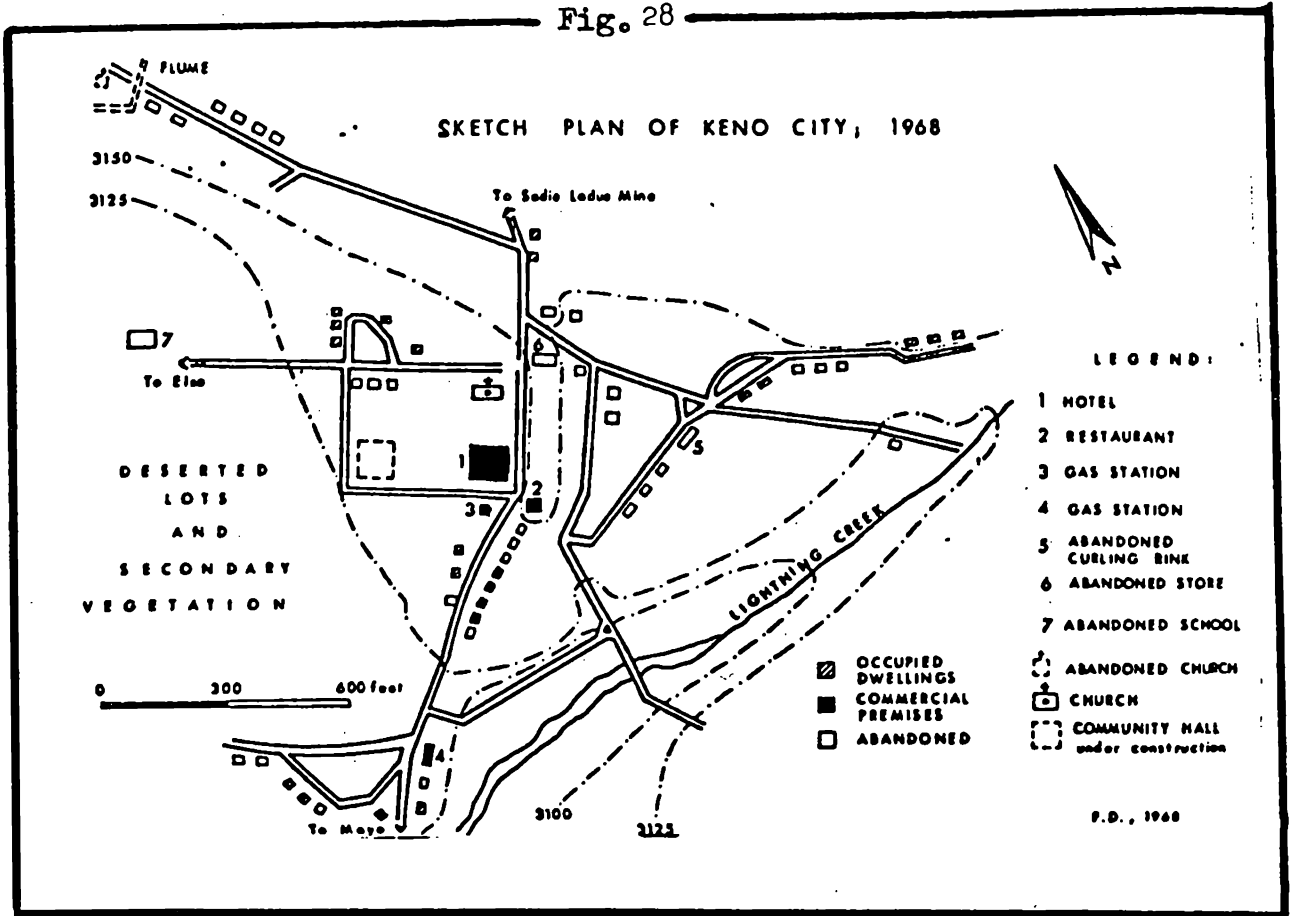 Fig. 28
FLUME
SKETCH PLAN OF KENO CITY, 1968
3150
3125
To Sadie Ladue Mine
N
7
To Elsa
6
5
1
2
3
DESERTED
LOTS
AND
SECONDARY
VEGETATION
LIGHTNING CREEK
0 300 600 feet
4
To Mayo
3100
3125
LEGEND:
1 HOTEL
2 RESTAURANT
3 GAS STATION
4 GAS STATION
5 ABANDONED
CURLING RINK
6 ABANDONED STORE
7 ABANDONED SCHOOL
ABANDONED CHURCH
CHURCH
COMMUNITY HALL
under construction
OCCUPIED
DWELLINGS
COMMERCIAL
PREMISES
ABANDONED
P.D., 1968